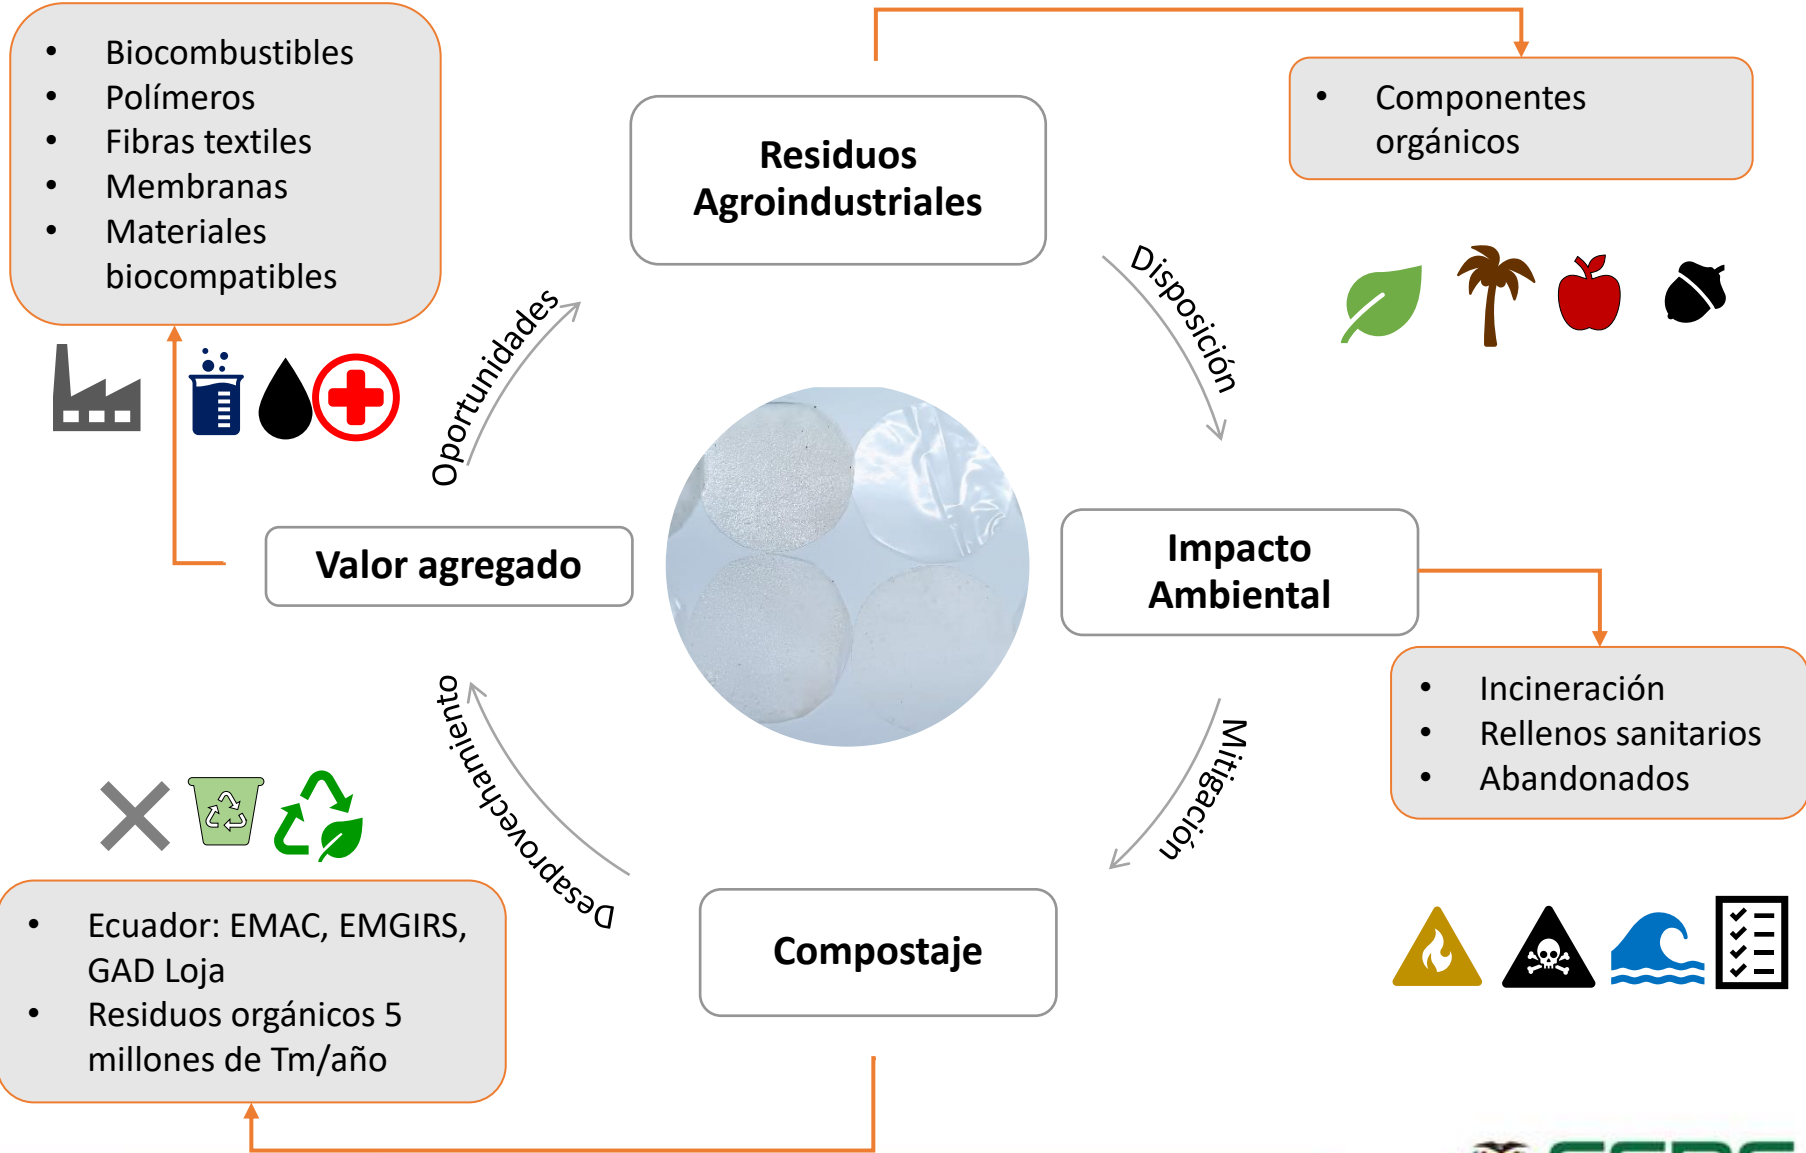 • Biocombustibles
• Polímeros
• Fibras textiles
• Membranas
• Materiales
biocompatibles
Residuos
Agroindustriales
• Componentes
orgánicos
Oportunidades
Disposición
Valor agregado
Impacto
Ambiental
• Incineración
• Rellenos sanitarios
• Abandonados
Desaprovechamiento
Mitigación
Compostaje
• Ecuador: EMAC, EMGIRS,
GAD Loja
• Residuos orgánicos 5
millones de Tm/año